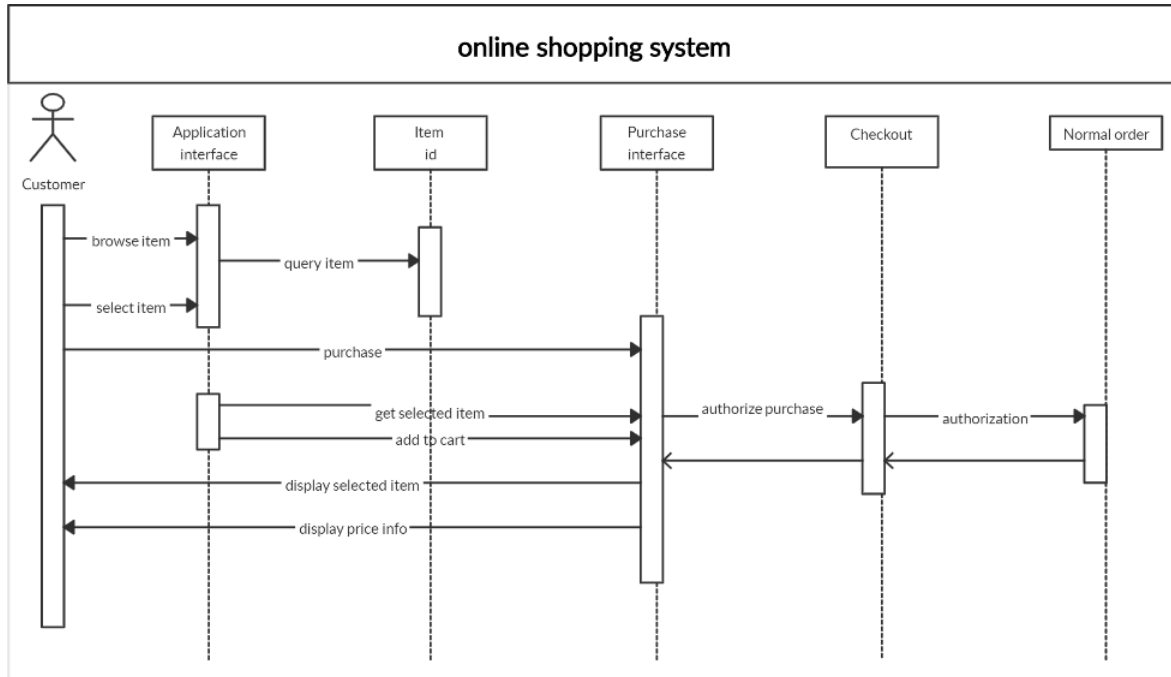 online shopping system
Application
interface
Item
id
Purchase
interface
Checkout
Normal order
Customer
browse item
query item
select item
purchase
get selected item
authorize purchase
authorization
add to cart
display selected item
display price info